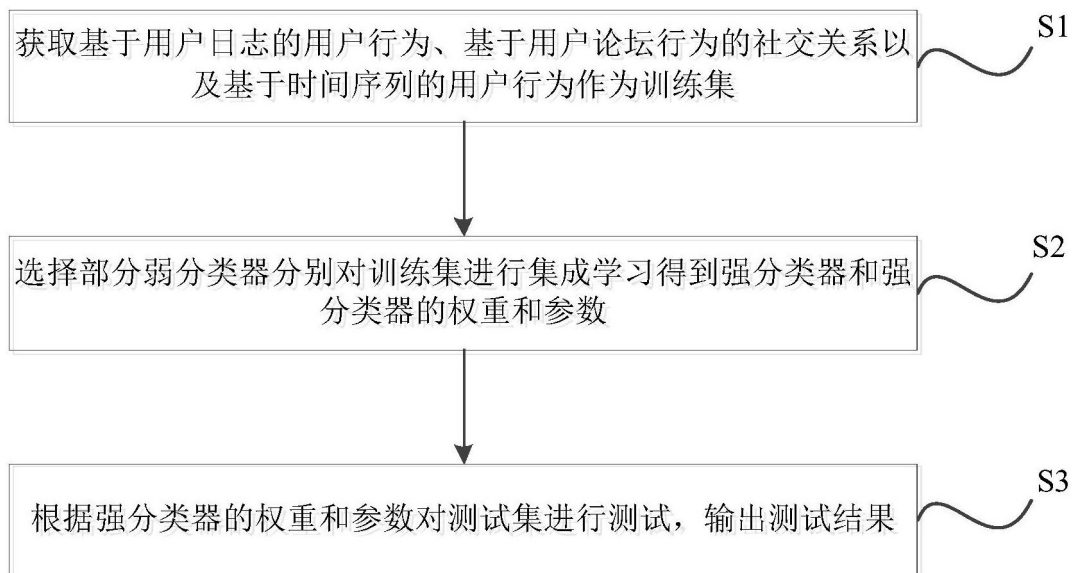 获取基于用户日志的用户行为、基于用户论坛行为的社交关系以
及基于时间序列的用户行为作为训练集
S1
选择部分弱分类器分别对训练集进行集成学习得到强分类器和强
分类器的权重和参数
S2
根据强分类器的权重和参数对测试集进行测试，输出测试结果
S3